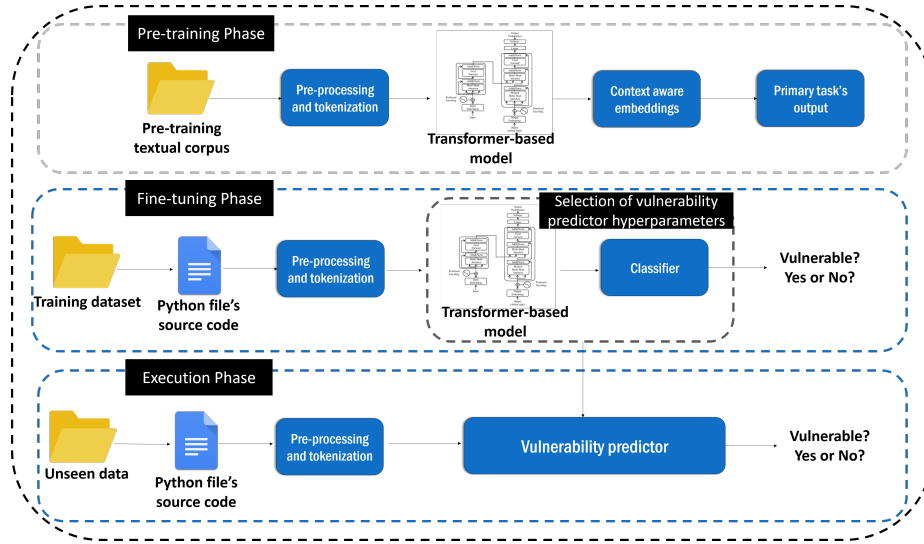 Pre-training Phase
Pre-training
textual corpus
Pre-processing
and tokenization
Transformer-based
model
Context aware
embeddings
Primary task's
output
Fine-tuning Phase
Selection of vulnerability
predictor hyperparameters
Training dataset
Python file's
source code
Pre-processing
and tokenization
Transformer-based
model
Classifier
Vulnerable?
Yes or No?
Execution Phase
Unseen data
Python file's
source code
Pre-processing
and tokenization
Vulnerability predictor
Vulnerable?
Yes or No?